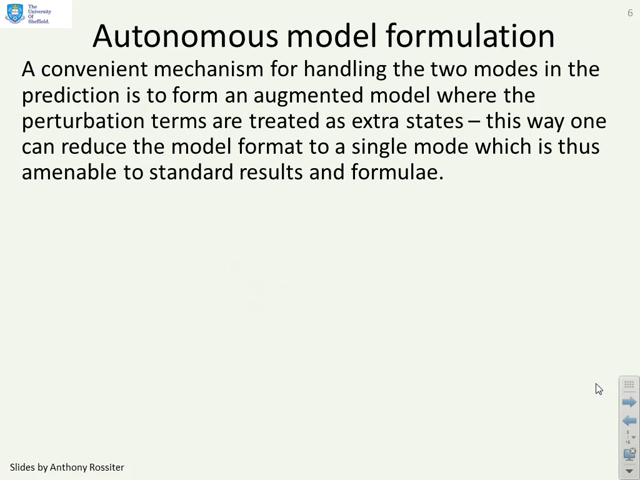 The
University
Of
Sheffield.
6
Autonomous model formulation
A convenient mechanism for handling the two modes in the
prediction is to form an augmented model where the
perturbation terms are treated as extra states – this way one
can reduce the model format to a single mode which is thus
amenable to standard results and formulae.
Slides by Anthony Rossiter